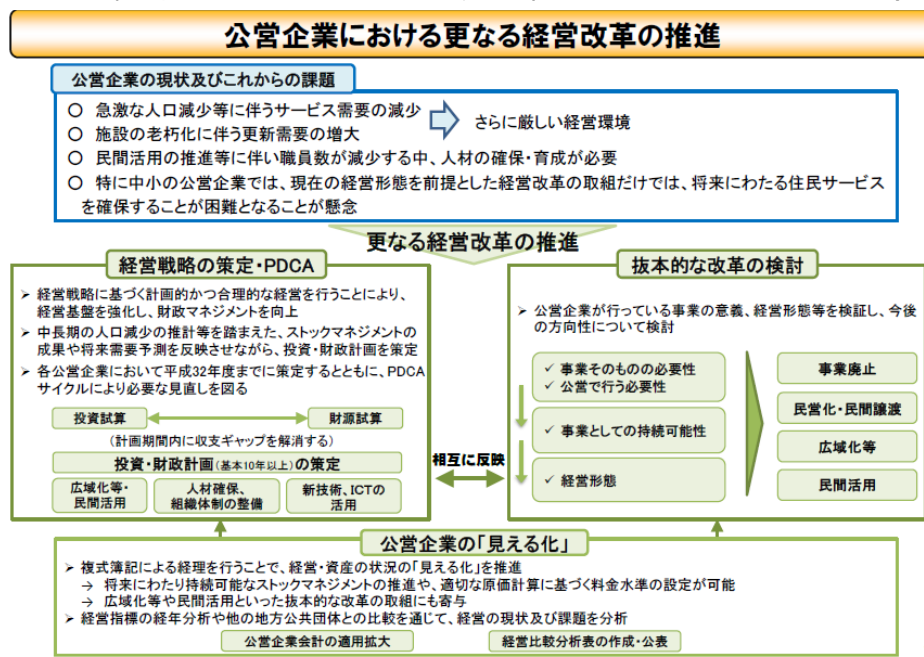 公営企業における更なる経営改革の推進
公営企業の現状及びこれからの課題
○ 急激な人口減少等に伴うサービス需要の減少
○ 施設の老朽化に伴う更新需要の増大
さらに厳しい経営環境
○ 民間活用の推進等に伴い職員数が減少する中、人材の確保・育成が必要
○ 特に中小の公営企業では、現在の経営形態を前提とした経営改革の取組だけでは、将来にわたる住民サービス
を確保することが困難となることが懸念
更なる経営改革の推進
経営戦略の策定・PDCA
➢ 経営戦略に基づく計画的かつ合理的な経営を行うことにより、
経営基盤を強化し、財政マネジメントを向上
➢ 中長期の人口減少の推計等を踏まえた、ストックマネジメントの
成果や将来需要予測を反映させながら、投資・財政計画を策定
➢ 各公営企業において平成32年度までに策定するとともに、PDCA
サイクルにより必要な見直しを図る
投資試算
財源試算
(計画期間内に収支ギャップを解消する)
投資・財政計画(基本10年以上)の策定
広域化等・
民間活用
人材確保、
組織体制の整備
新技術、ICTの
活用
相互に反映
抜本的な改革の検討
➢ 公営企業が行っている事業の意義、経営形態等を検証し、今後
の方向性について検討
✓ 事業そのものの必要性
✓ 公営で行う必要性
✓ 事業としての持続可能性
✓ 経営形態
事業廃止
民営化・民間譲渡
広域化等
民間活用
公営企業の「見える化」
➢ 複式簿記による経理を行うことで、経営・資産の状況の「見える化」を推進
→ 将来にわたり持続可能なストックマネジメントの推進や、適切な原価計算に基づく料金水準の設定が可能
→ 広域化等や民間活用といった抜本的な改革の取組にも寄与
➢ 経営指標の経年分析や他の地方公共団体との比較を通じて、経営の現状及び課題を分析
公営企業会計の適用拡大
経営比較分析表の作成・公表